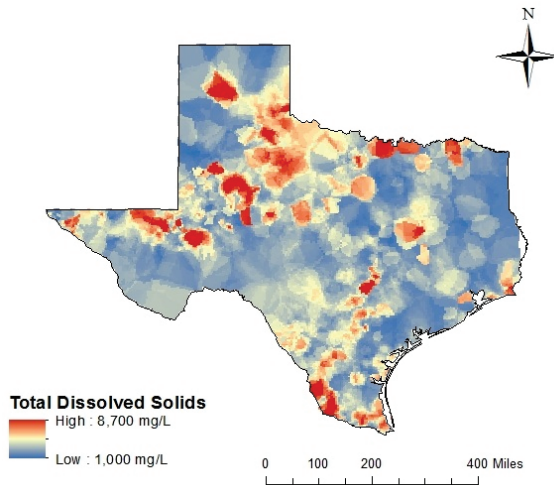 N
Total Dissolved Solids
High : 8,700 mg/L
Low : 1,000 mg/L
0 100 200 400 Miles